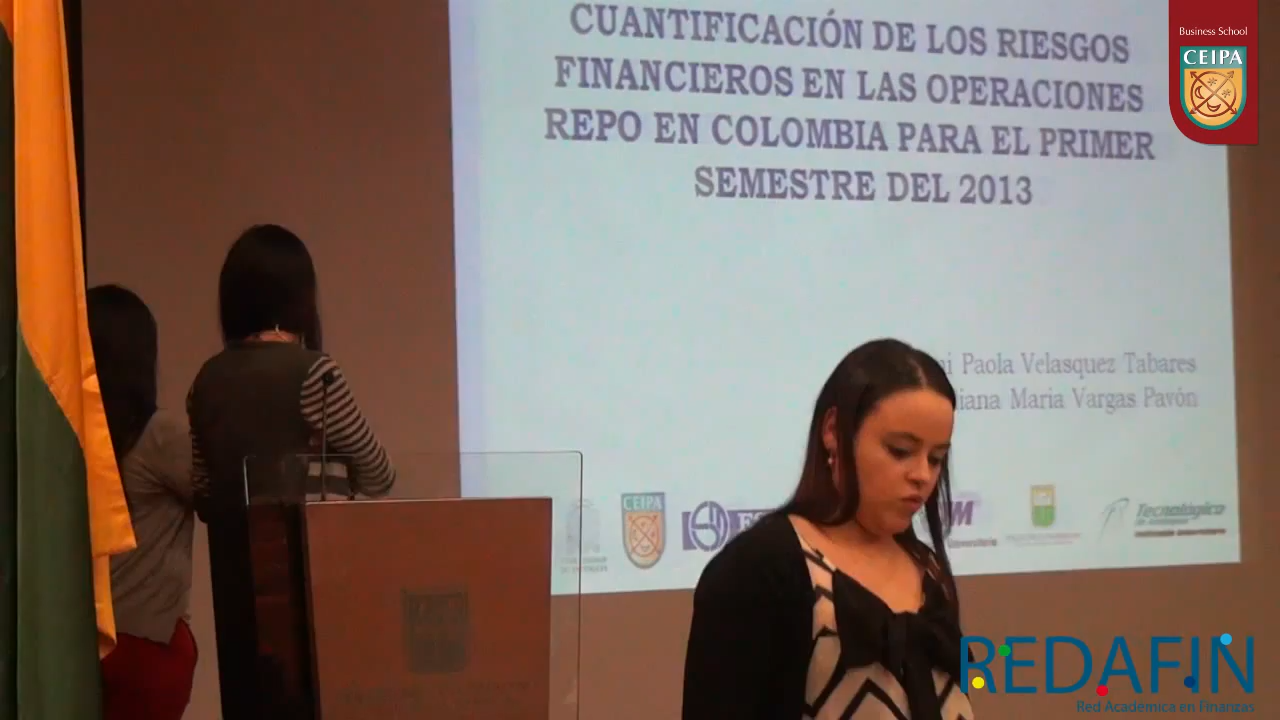 CUANTIFICACIÓN DE LOS RIESGOS
FINANCIEROS EN LAS OPERACIONES
REPO EN COLOMBIA PARA EL PRIMER
SEMESTRE DEL 2013
Business School
CEIPA
Paola Velasquez Tabares
Maria Vargas Pavón
CEIPA
Tecnológico
REDAFIN
Red Académica en Finanzas